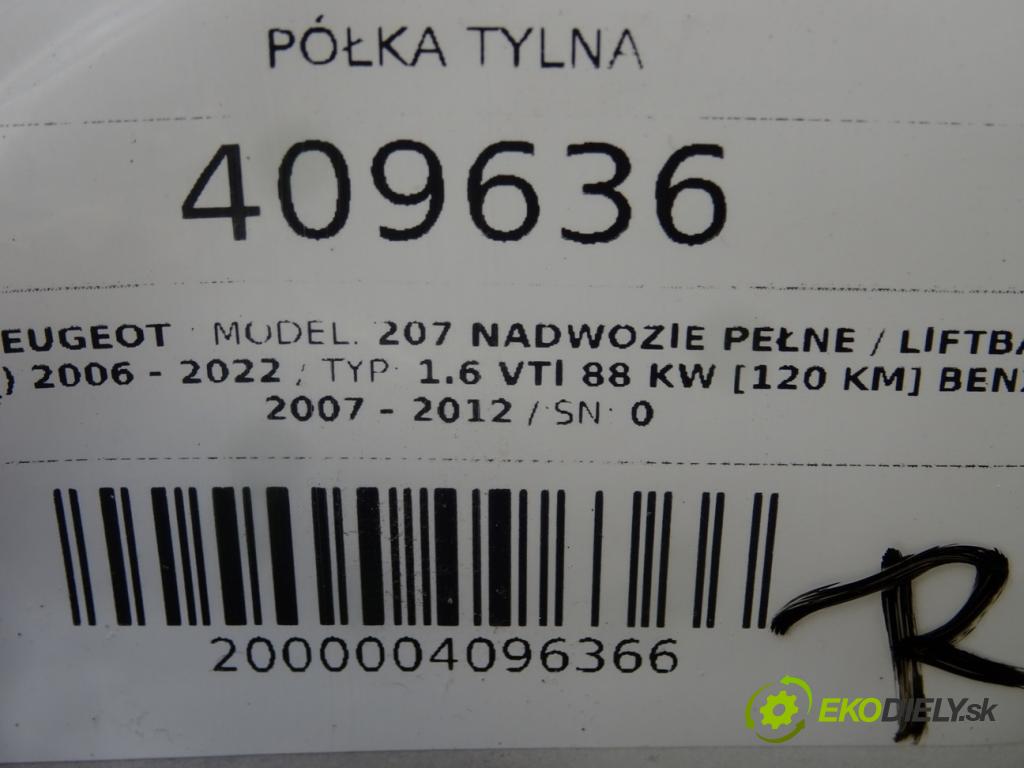 PÓŁKA TYLNA
409636
EUGEOT MODEL: 207 NADWOZIE PEŁNE / LIFTBA
) 2006 - 2022 / TYP: 1.6 VTI 88 KW [120 KM] BENZ
2007 - 2012 / SN: 0
2000004096366
R
EKODIELY.sk